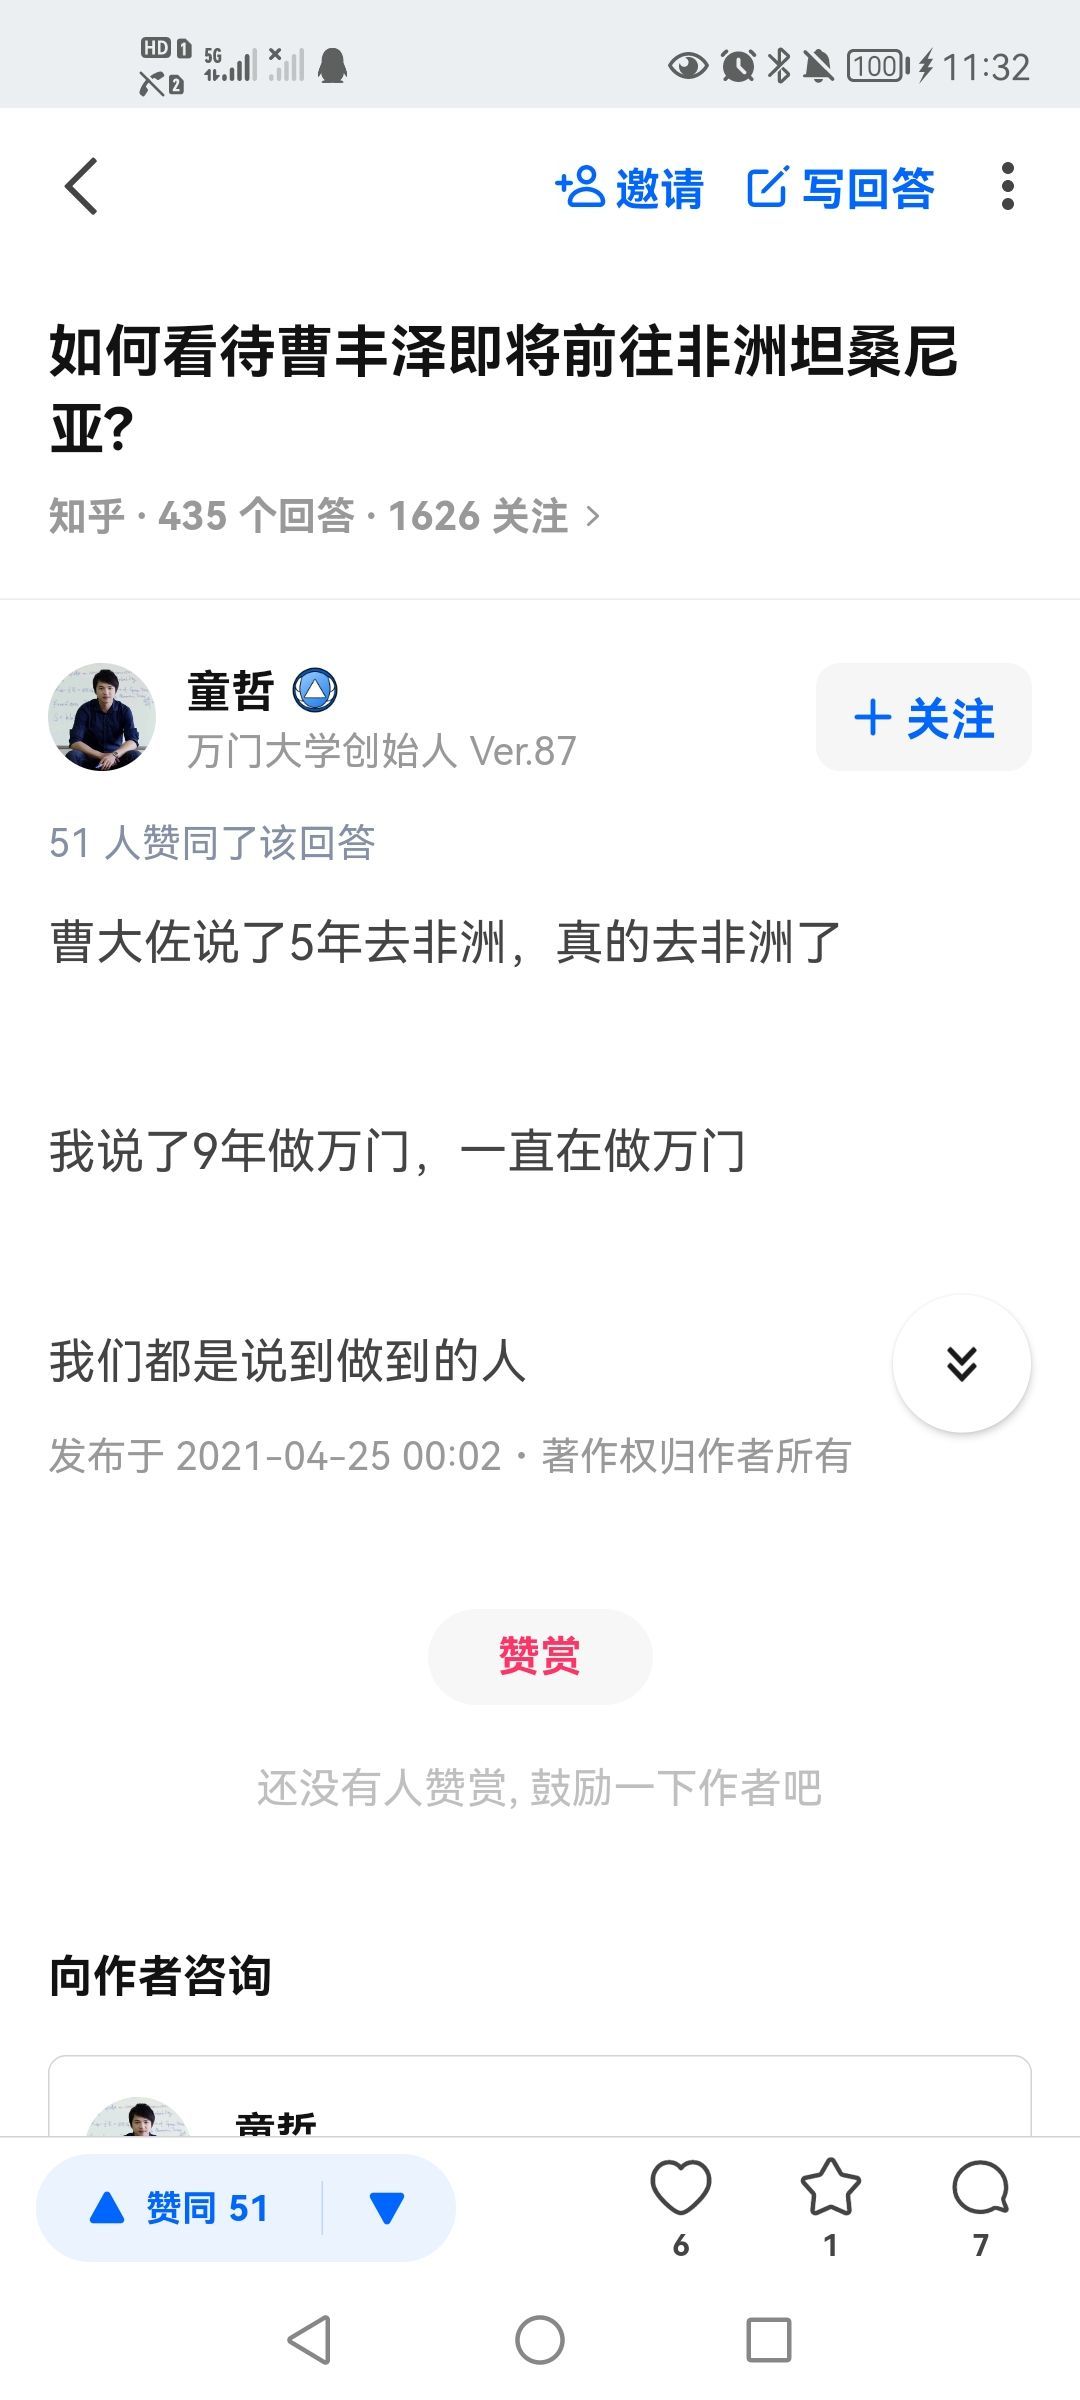 HD 1
2
5G
100
11:32
邀请
写回答
如何看待曹丰泽即将前往非洲坦桑尼
亚?
知乎 · 435 个回答 · 1626 关注
童哲
万门大学创始人 Ver.87
+ 关注
51 人赞同了该回答
曹大佐说了5年去非洲，真的去非洲了
我说了9年做万门，一直在做万门
我们都是说到做到的人
发布于 2021-04-25 00:02 · 著作权归作者所有
赞赏
还没有人赞赏, 鼓励一下作者吧
向作者咨询
童哲
赞同 51
6
1
7